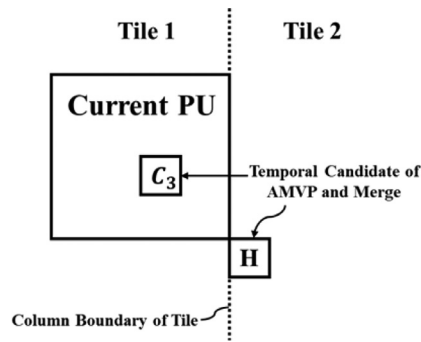 Tile 1
Tile 2
Current PU
C₃
Temporal Candidate of
AMVP and Merge
H
Column Boundary of Tile